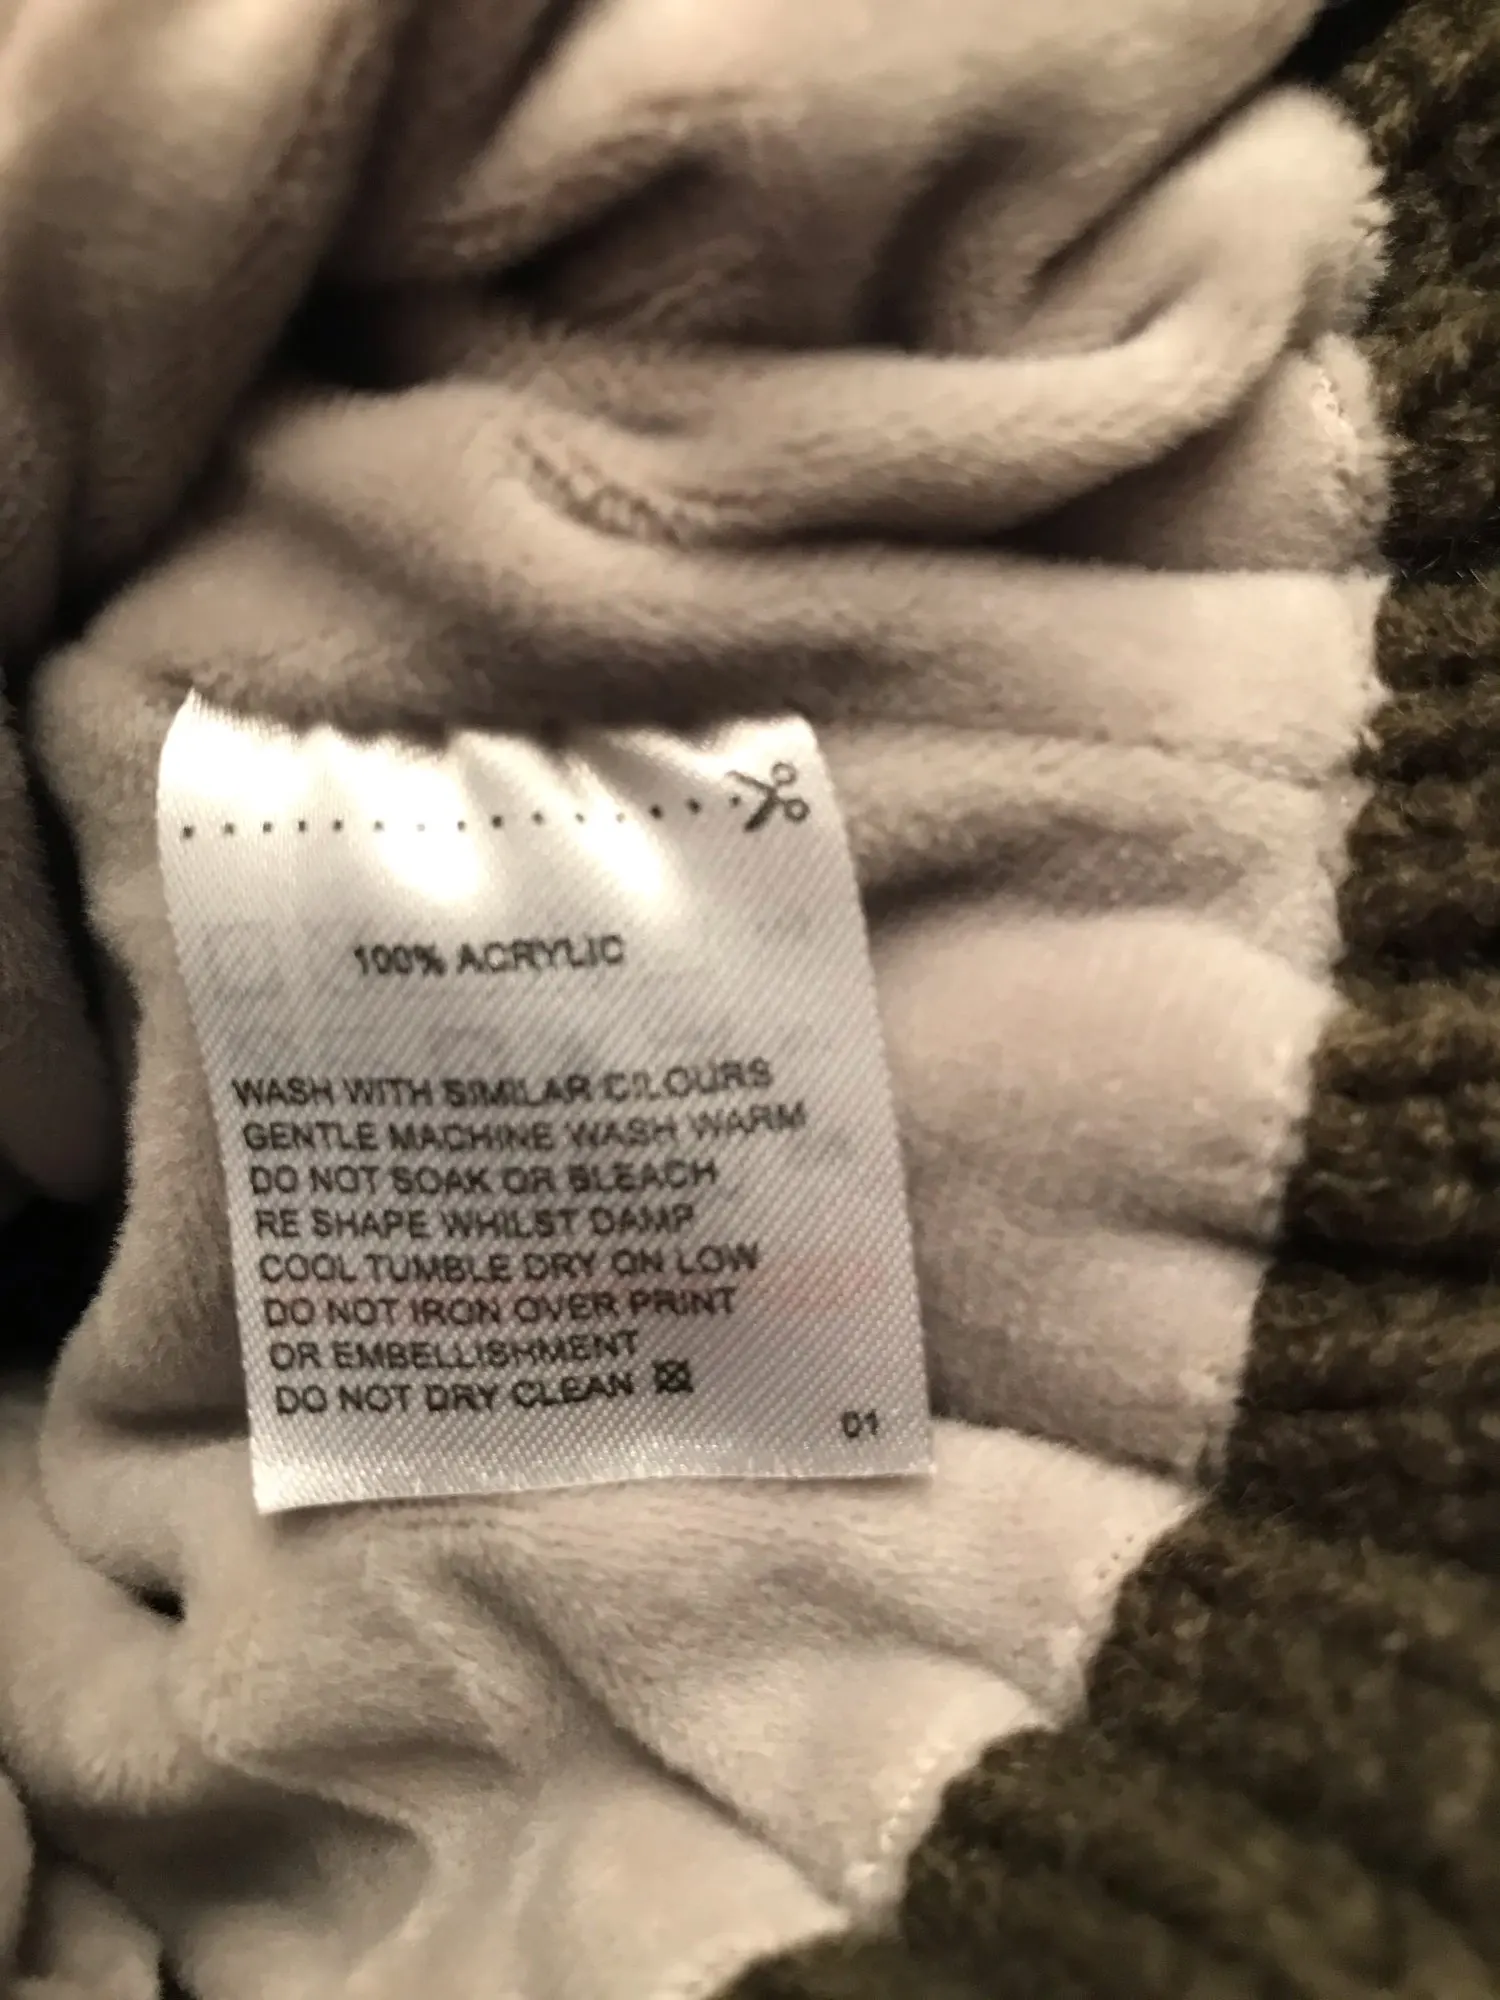 100% ACRYLIC
WASH WITH SIMILAR COLOURS
GENTLE MACHINE WASH WARM
DO NOT SOAK OR BLEACH
RE SHAPE WHILST DAMP
COOL TUMBLE DRY ON LOW
DO NOT IRON OVER PRINT
OR EMBELLISHMENT
DO NOT DRY CLEAN
01